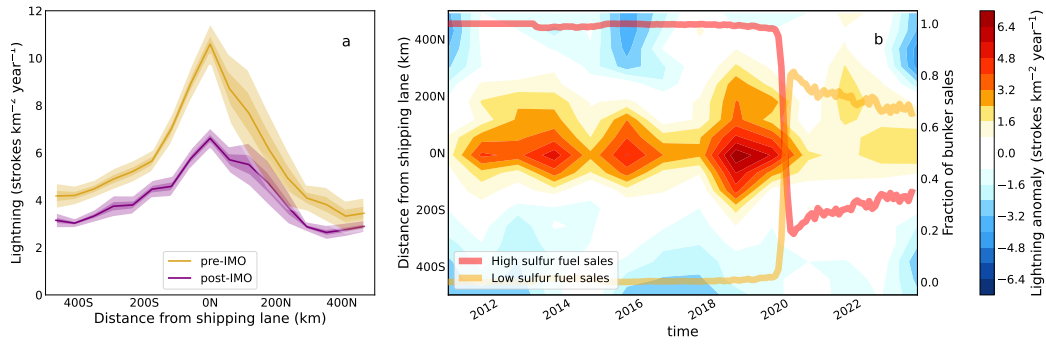 12
10
8
6
4
2
0
Lightning (strokes km⁻² year⁻¹)
a
pre-IMO
post-IMO
400S 200S 0N 200N 400N
Distance from shipping lane (km)
400N
200N
0N
200S
400S
Distance from shipping lane (km)
b
High sulfur fuel sales
Low sulfur fuel sales
2012 2014 2016 2018 2020 2022
time
1.0
0.8
0.6
0.4
0.2
0.0
Fraction of bunker sales
6.4
4.8
3.2
1.6
0.0
−1.6
−3.2
−4.8
−6.4
Lightning anomaly (strokes km⁻² year⁻¹)